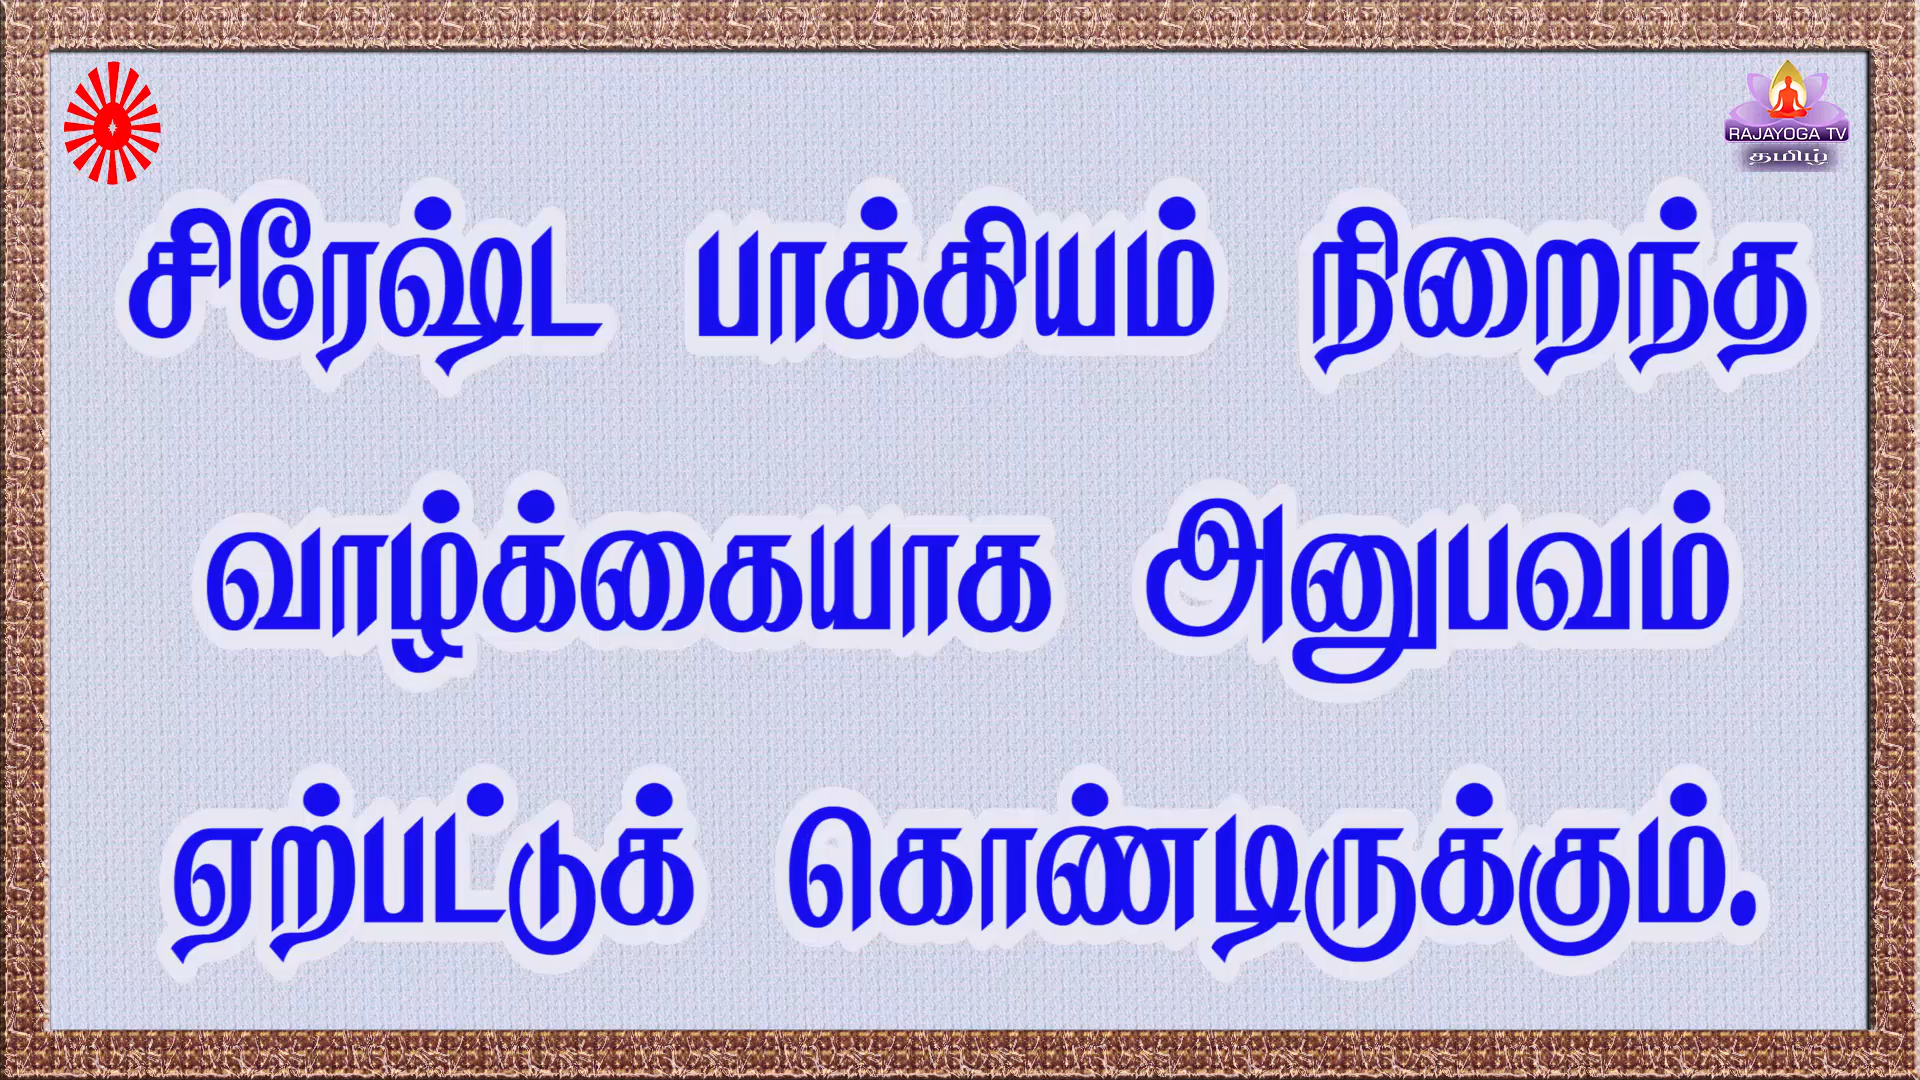 RAJAYOGA TV
தமிழ்
சிரேஷ்ட பாக்கியம் நிறைந்த
வாழ்க்கையாக அனுபவம்
ஏற்பட்டுக் கொண்டிருக்கும்.